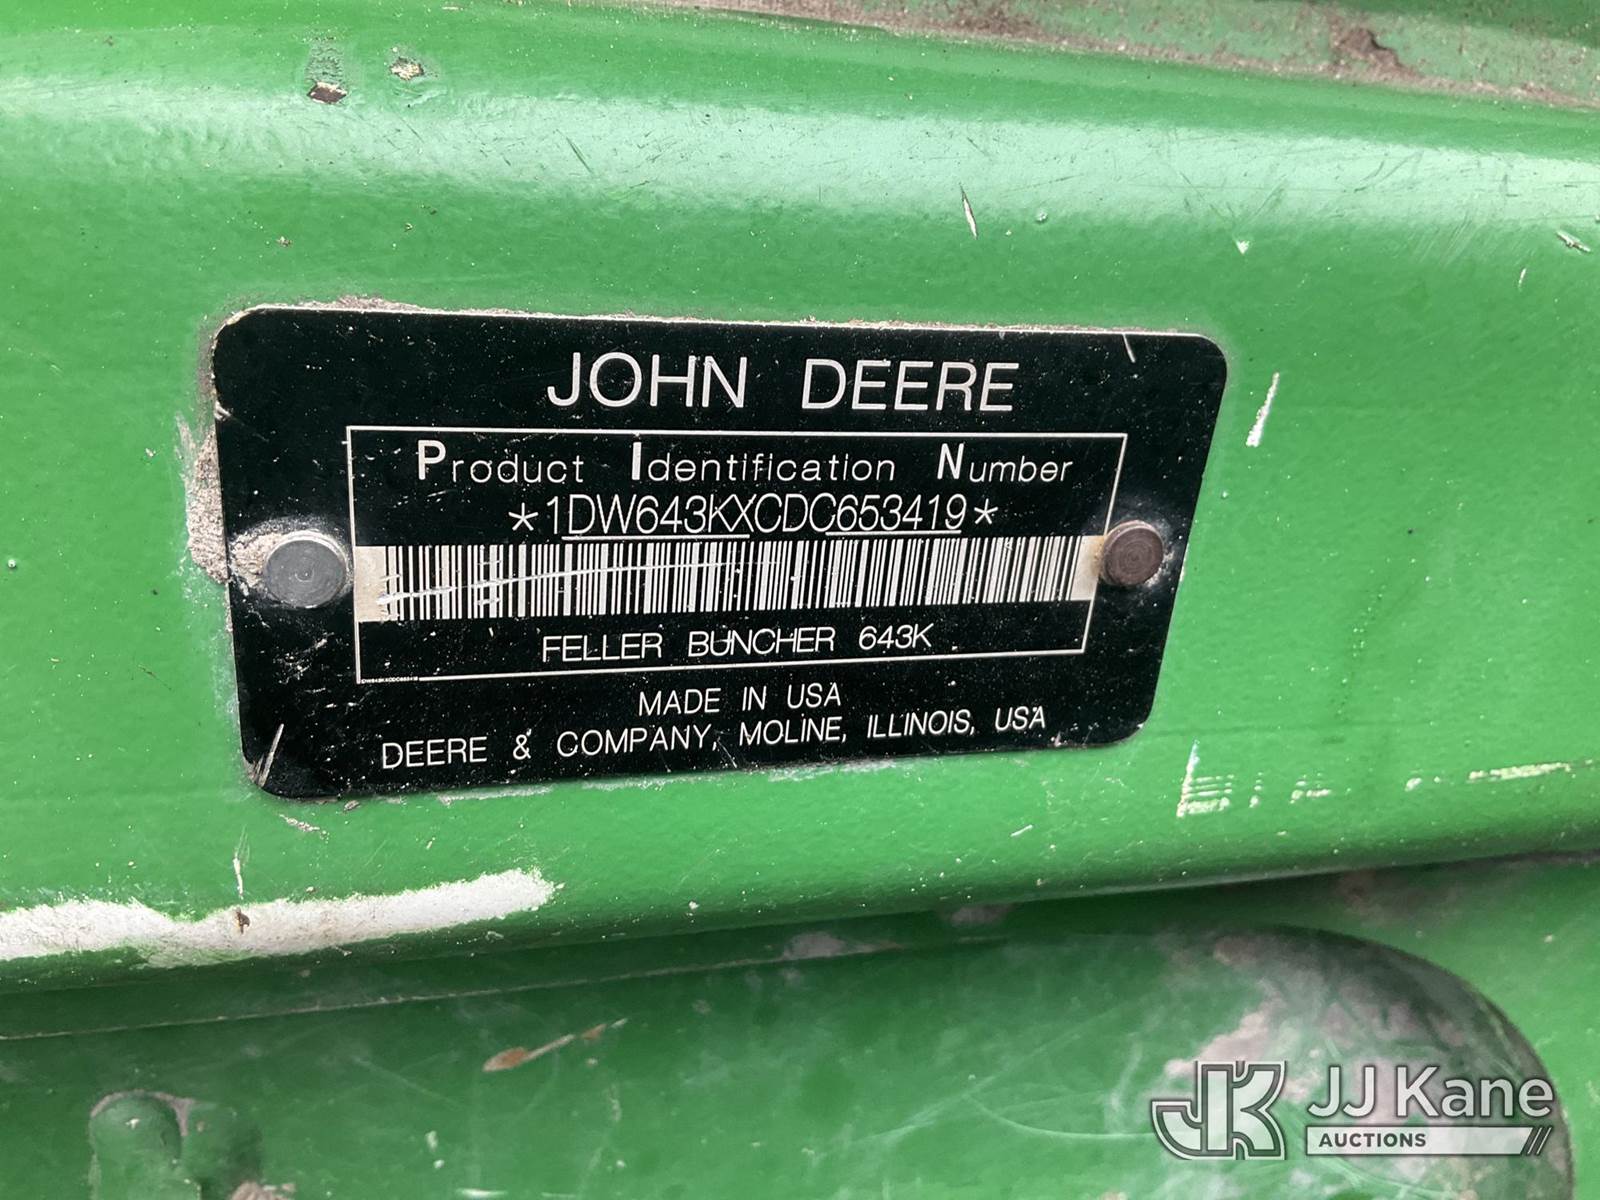 JOHN DEERE
Product Identification Number
*1DW643KXCDC653419*
FELLER BUNCHER 643K
MADE IN USA
DEERE & COMPANY, MOLINE, ILLINOIS, USA
JK JJ Kane
AUCTIONS